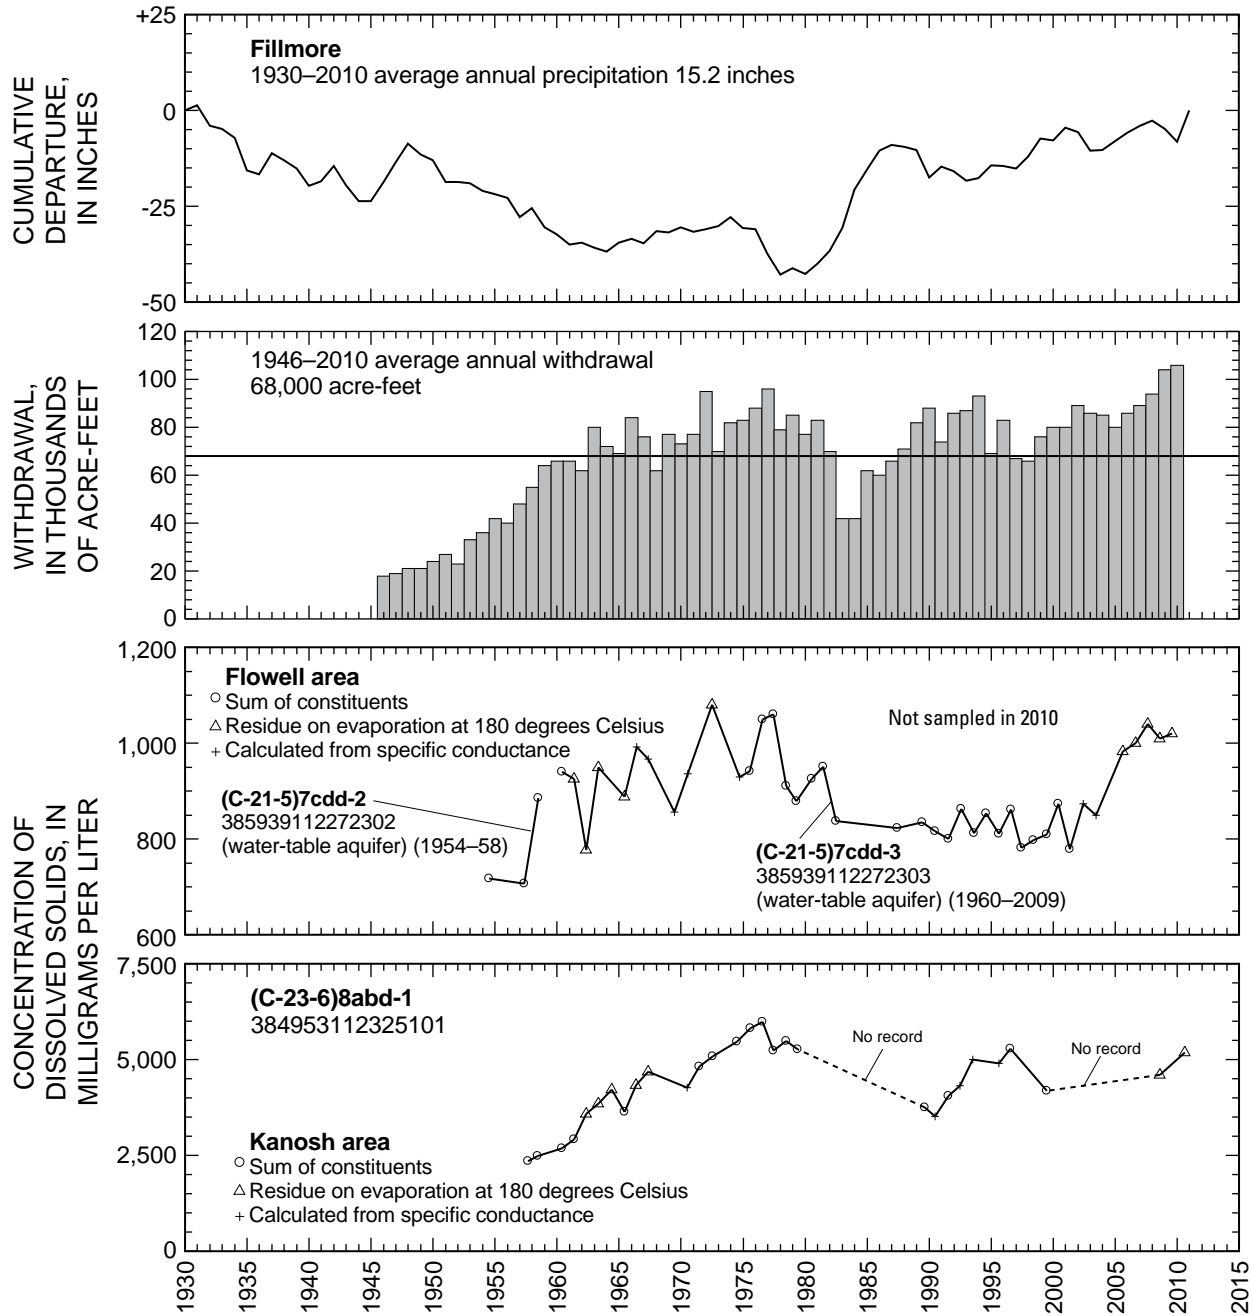 CUMULATIVE
DEPARTURE,
IN INCHES
+25
0
-25
-50
Fillmore
1930–2010 average annual precipitation 15.2 inches
WITHDRAWAL,
IN THOUSANDS
OF ACRE-FEET
120
100
80
60
40
20
0
1946–2010 average annual withdrawal
68,000 acre-feet
CONCENTRATION OF
DISSOLVED SOLIDS, IN
MILLIGRAMS PER LITER
1,200
1,000
800
600
Flowell area
Sum of constituents
Residue on evaporation at 180 degrees Celsius
Calculated from specific conductance
Not sampled in 2010
(C-21-5)7cdd-2
385939112272302
(water-table aquifer) (1954–58)
(C-21-5)7cdd-3
385939112272303
(water-table aquifer) (1960–2009)
7,500
5,000
2,500
0
(C-23-6)8abd-1
384953112325101
No record
No record
Kanosh area
Sum of constituents
Residue on evaporation at 180 degrees Celsius
Calculated from specific conductance
1930
1935
1940
1945
1950
1955
1960
1965
1970
1975
1980
1985
1990
1995
2000
2005
2010
2015